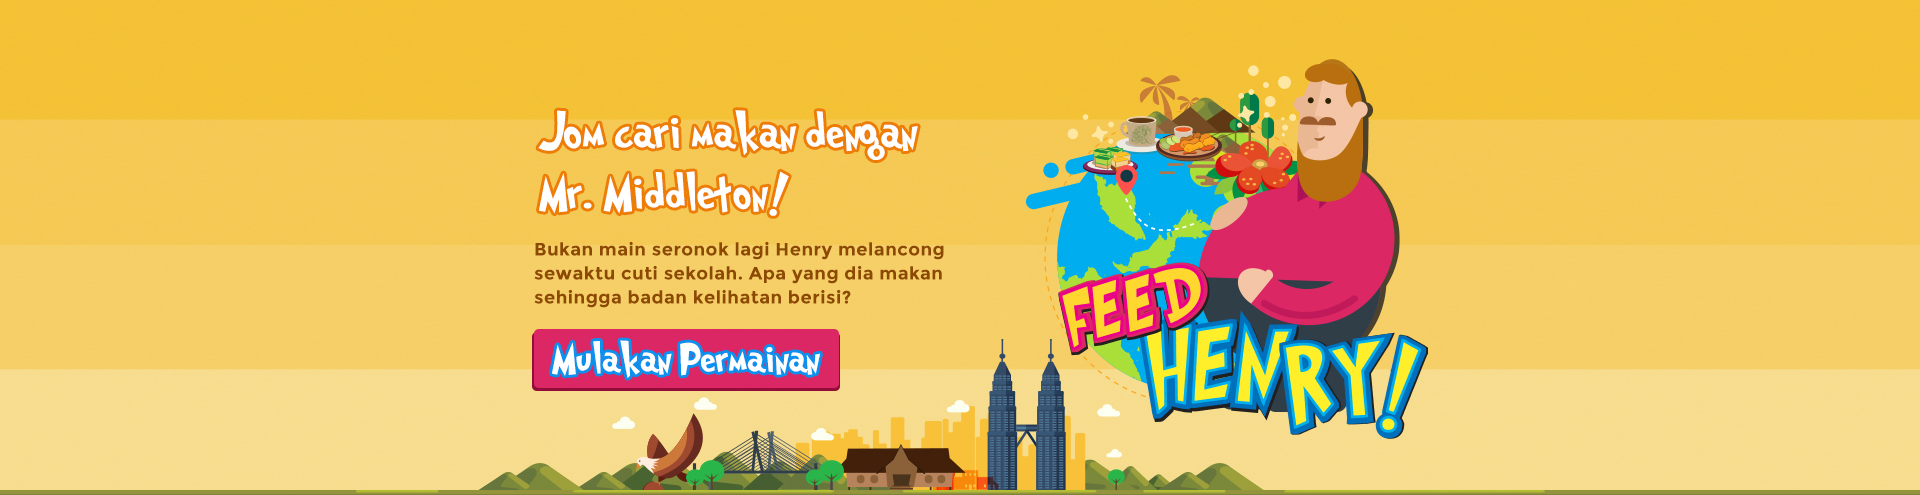 Jom cari makan dengan
Mr. Middleton!
Bukan main seronok lagi Henry melancong
sewaktu cuti sekolah. Apa yang dia makan
sehingga badan kelihatan berisi?
Mulakan Permainan
FEED
HENRY!